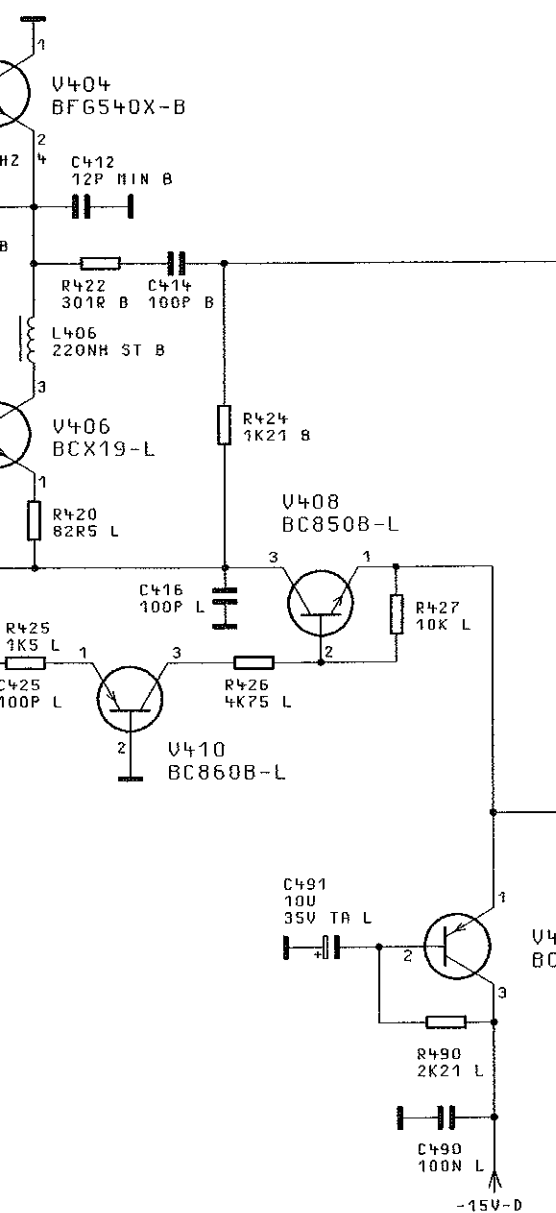 1
V404
BFG540X-B
2
HZ 4
C412
12P MIN B
B
R422
301R B
C414
100P B
L406
220NH ST B
3
V406
BCX19-L
1
R424
1K21 B
R420
82R5 L
V408
BC850B-L
3
1
2
C416
100P L
R427
10K L
R425
1K5 L
C425
100P L
1
3
2
R426
4K75 L
V410
BC860B-L
C491
10U
35V TA L
+
2
1
3
V4
BC
R490
2K21 L
C490
100N L
-15V-D